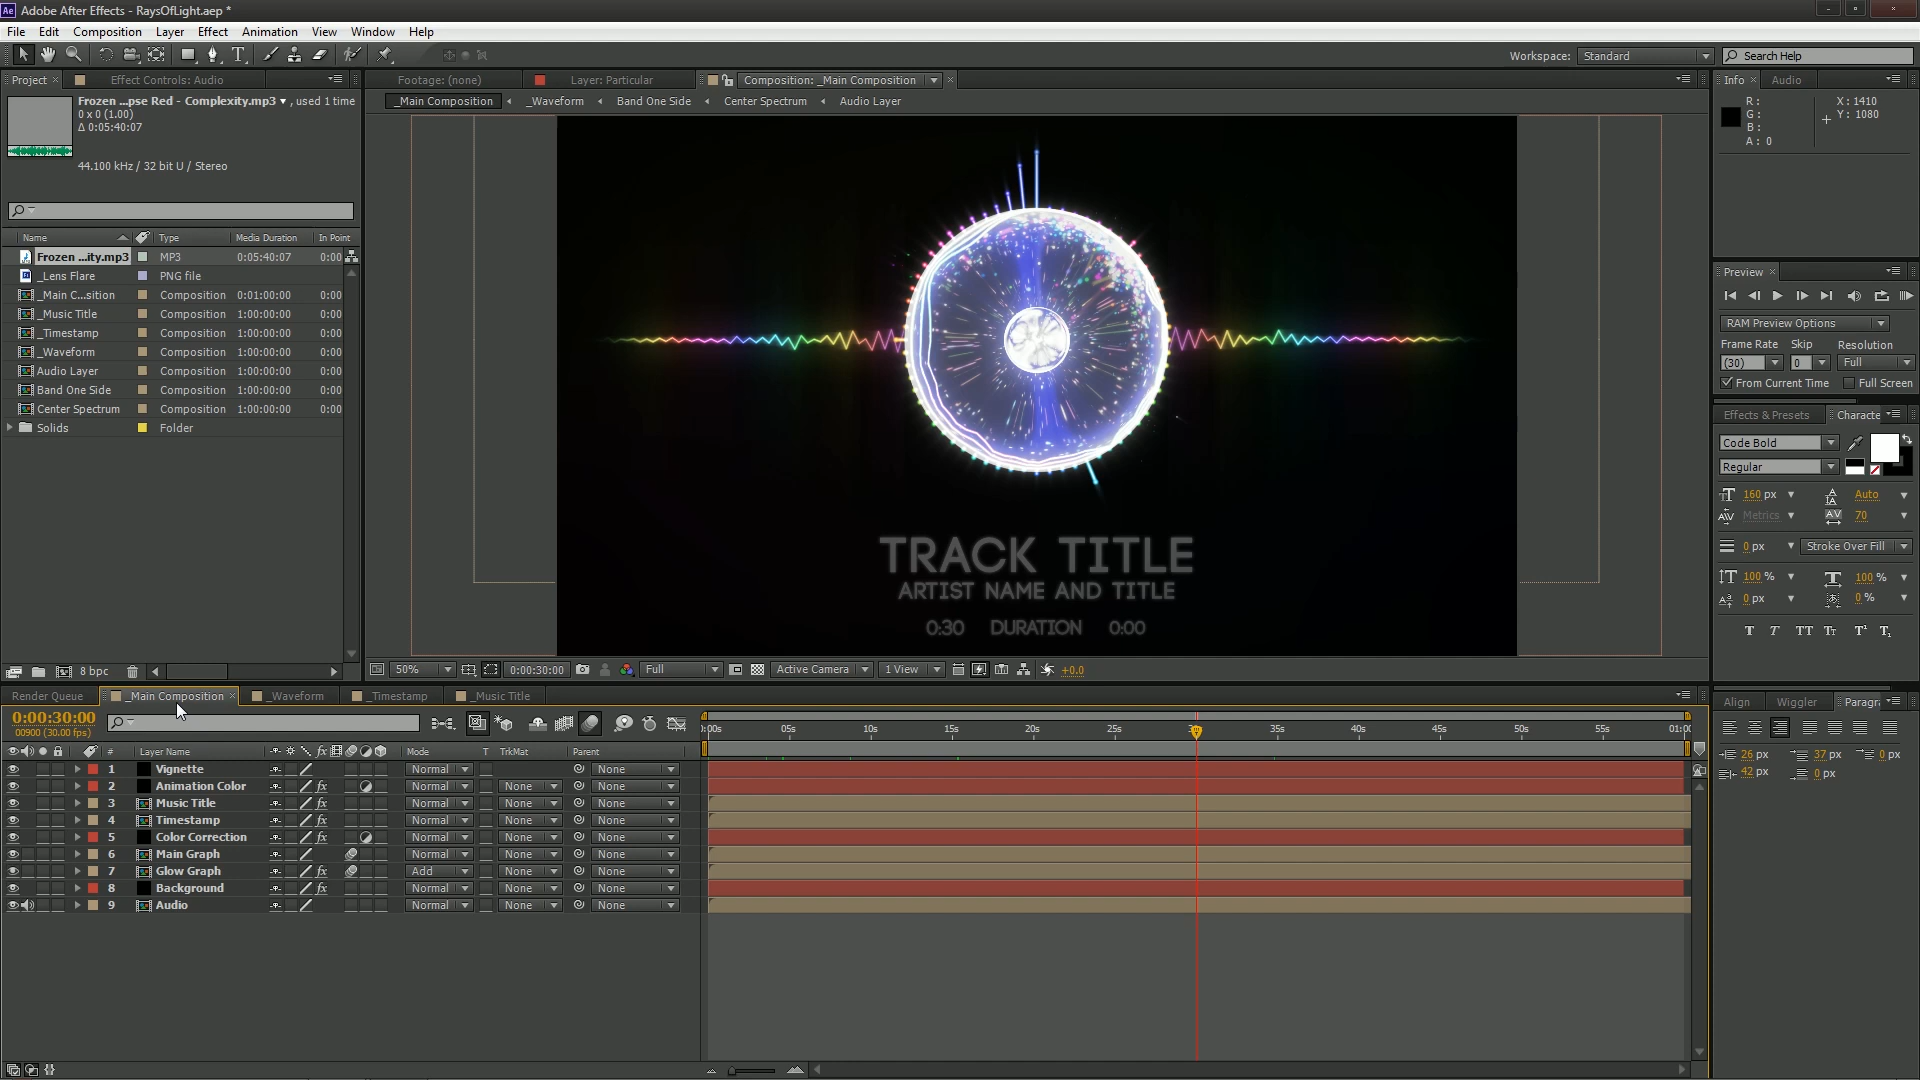 Ae Adobe After Effects - RaysOfLight.aep *
File Edit Composition Layer Effect Animation View Window Help
Workspace: Standard Search Help
Project × Effect Controls: Audio
Footage: (none) Layer: Particular Composition: _Main Composition ×
Info × Audio
Frozen ...pse Red - Complexity.mp3 , used 1 time
0 x 0 (1.00)
Δ 0:05:40:07
44.100 kHz / 32 bit U / Stereo
_Main Composition _Waveform Band One Side Center Spectrum Audio Layer
R: X: 1410
G: Y: 1080
B:
A: 0
Name Type Media Duration In Point
Frozen ...ity.mp3 MP3 0:05:40:07 0:00
_Lens Flare PNG file
_Main C...sition Composition 0:01:00:00 0:00
_Music Title Composition 1:00:00:00 0:00
_Timestamp Composition 1:00:00:00 0:00
_Waveform Composition 1:00:00:00 0:00
Audio Layer Composition 1:00:00:00 0:00
Band One Side Composition 1:00:00:00 0:00
Center Spectrum Composition 1:00:00:00 0:00
Solids Folder
8 bpc
TRACK TITLE
ARTIST NAME AND TITLE
0:30 DURATION 0:00
50% 0:00:30:00 Full Active Camera 1 View +0.0
Preview ×
RAM Preview Options
Frame Rate Skip Resolution
(30) 0 Full
From Current Time Full Screen
Effects & Presets Characte
Code Bold
Regular
160 px Auto
Metrics 70
0 px Stroke Over Fill
100 % 100 %
0 px 0 %
T T TT Tt T¹ T₁
Render Queue _Main Composition × _Waveform _Timestamp _Music Title
Align Wiggler Paragr
26 px 37 px 0 px
42 px 0 px
0:00:30:00
00900 (30.00 fps)
):00s 05s 10s 15s 20s 25s 35s 40s 45s 50s 55s 01:00
# Layer Name fx Mode T TrkMat Parent
1 Vignette Normal None
2 Animation Color fx Normal None None
3 Music Title Normal None None
4 Timestamp Normal None None
5 Color Correction fx Normal None None
6 Main Graph Normal None None
7 Glow Graph fx Add None None
8 Background fx Normal None None
9 Audio Normal None None